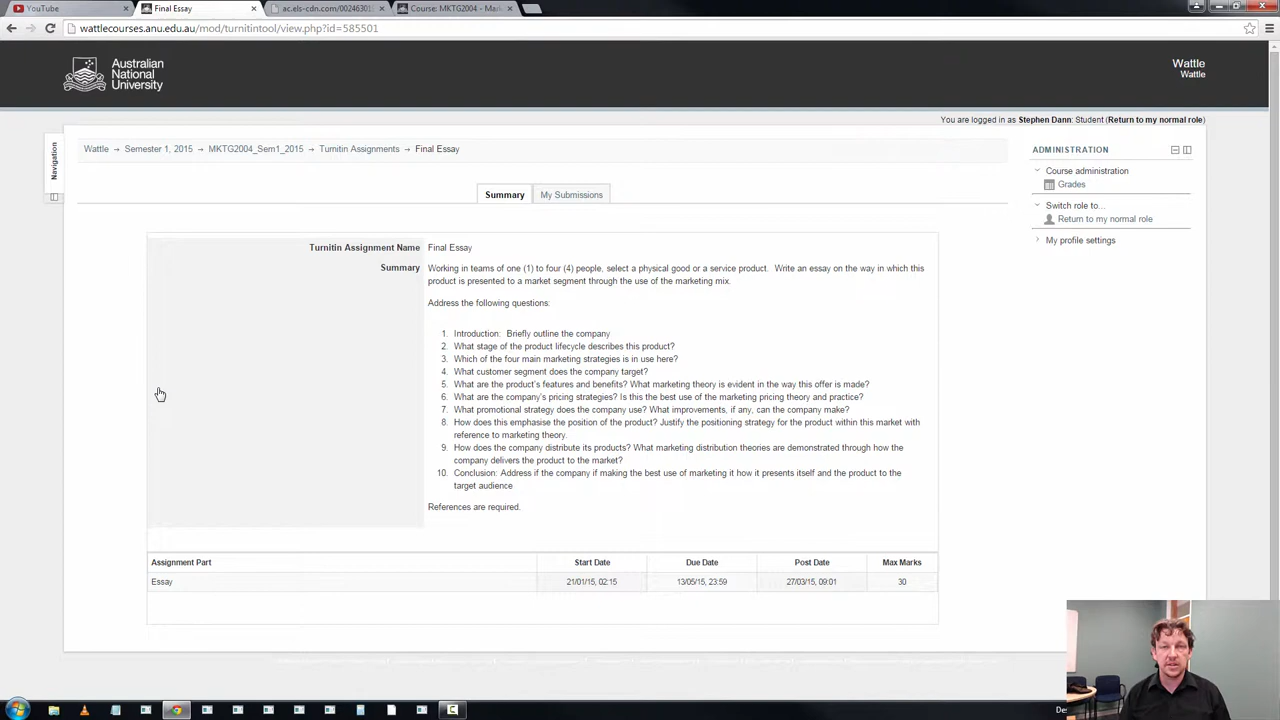 YouTube
Final Essay
ac.els-cdn.com/00246301
Course: MKTG2004 - Mark
wattlecourses.anu.edu.au/mod/turnitintool/view.php?id=585501
Australian
National
University
Wattle
Wattle
You are logged in as Stephen Dann: Student (Return to my normal role)
Navigation
Wattle → Semester 1, 2015 → MKTG2004_Sem1_2015 → Turnitin Assignments → Final Essay
ADMINISTRATION
Course administration
Grades
Switch role to...
Return to my normal role
My profile settings
Summary
My Submissions
Turnitin Assignment Name Final Essay
Summary Working in teams of one (1) to four (4) people, select a physical good or a service product. Write an essay on the way in which this
product is presented to a market segment through the use of the marketing mix.
Address the following questions:
1. Introduction: Briefly outline the company
2. What stage of the product lifecycle describes this product?
3. Which of the four main marketing strategies is in use here?
4. What customer segment does the company target?
5. What are the product's features and benefits? What marketing theory is evident in the way this offer is made?
6. What are the company's pricing strategies? Is this the best use of the marketing pricing theory and practice?
7. What promotional strategy does the company use? What improvements, if any, can the company make?
8. How does this emphasise the position of the product? Justify the positioning strategy for the product within this market with
reference to marketing theory.
9. How does the company distribute its products? What marketing distribution theories are demonstrated through how the
company delivers the product to the market?
10. Conclusion: Address if the company if making the best use of marketing it how it presents itself and the product to the
target audience
References are required.
Assignment Part Start Date Due Date Post Date Max Marks
Essay 21/01/15, 02:15 13/05/15, 23:59 27/03/15, 09:01 30